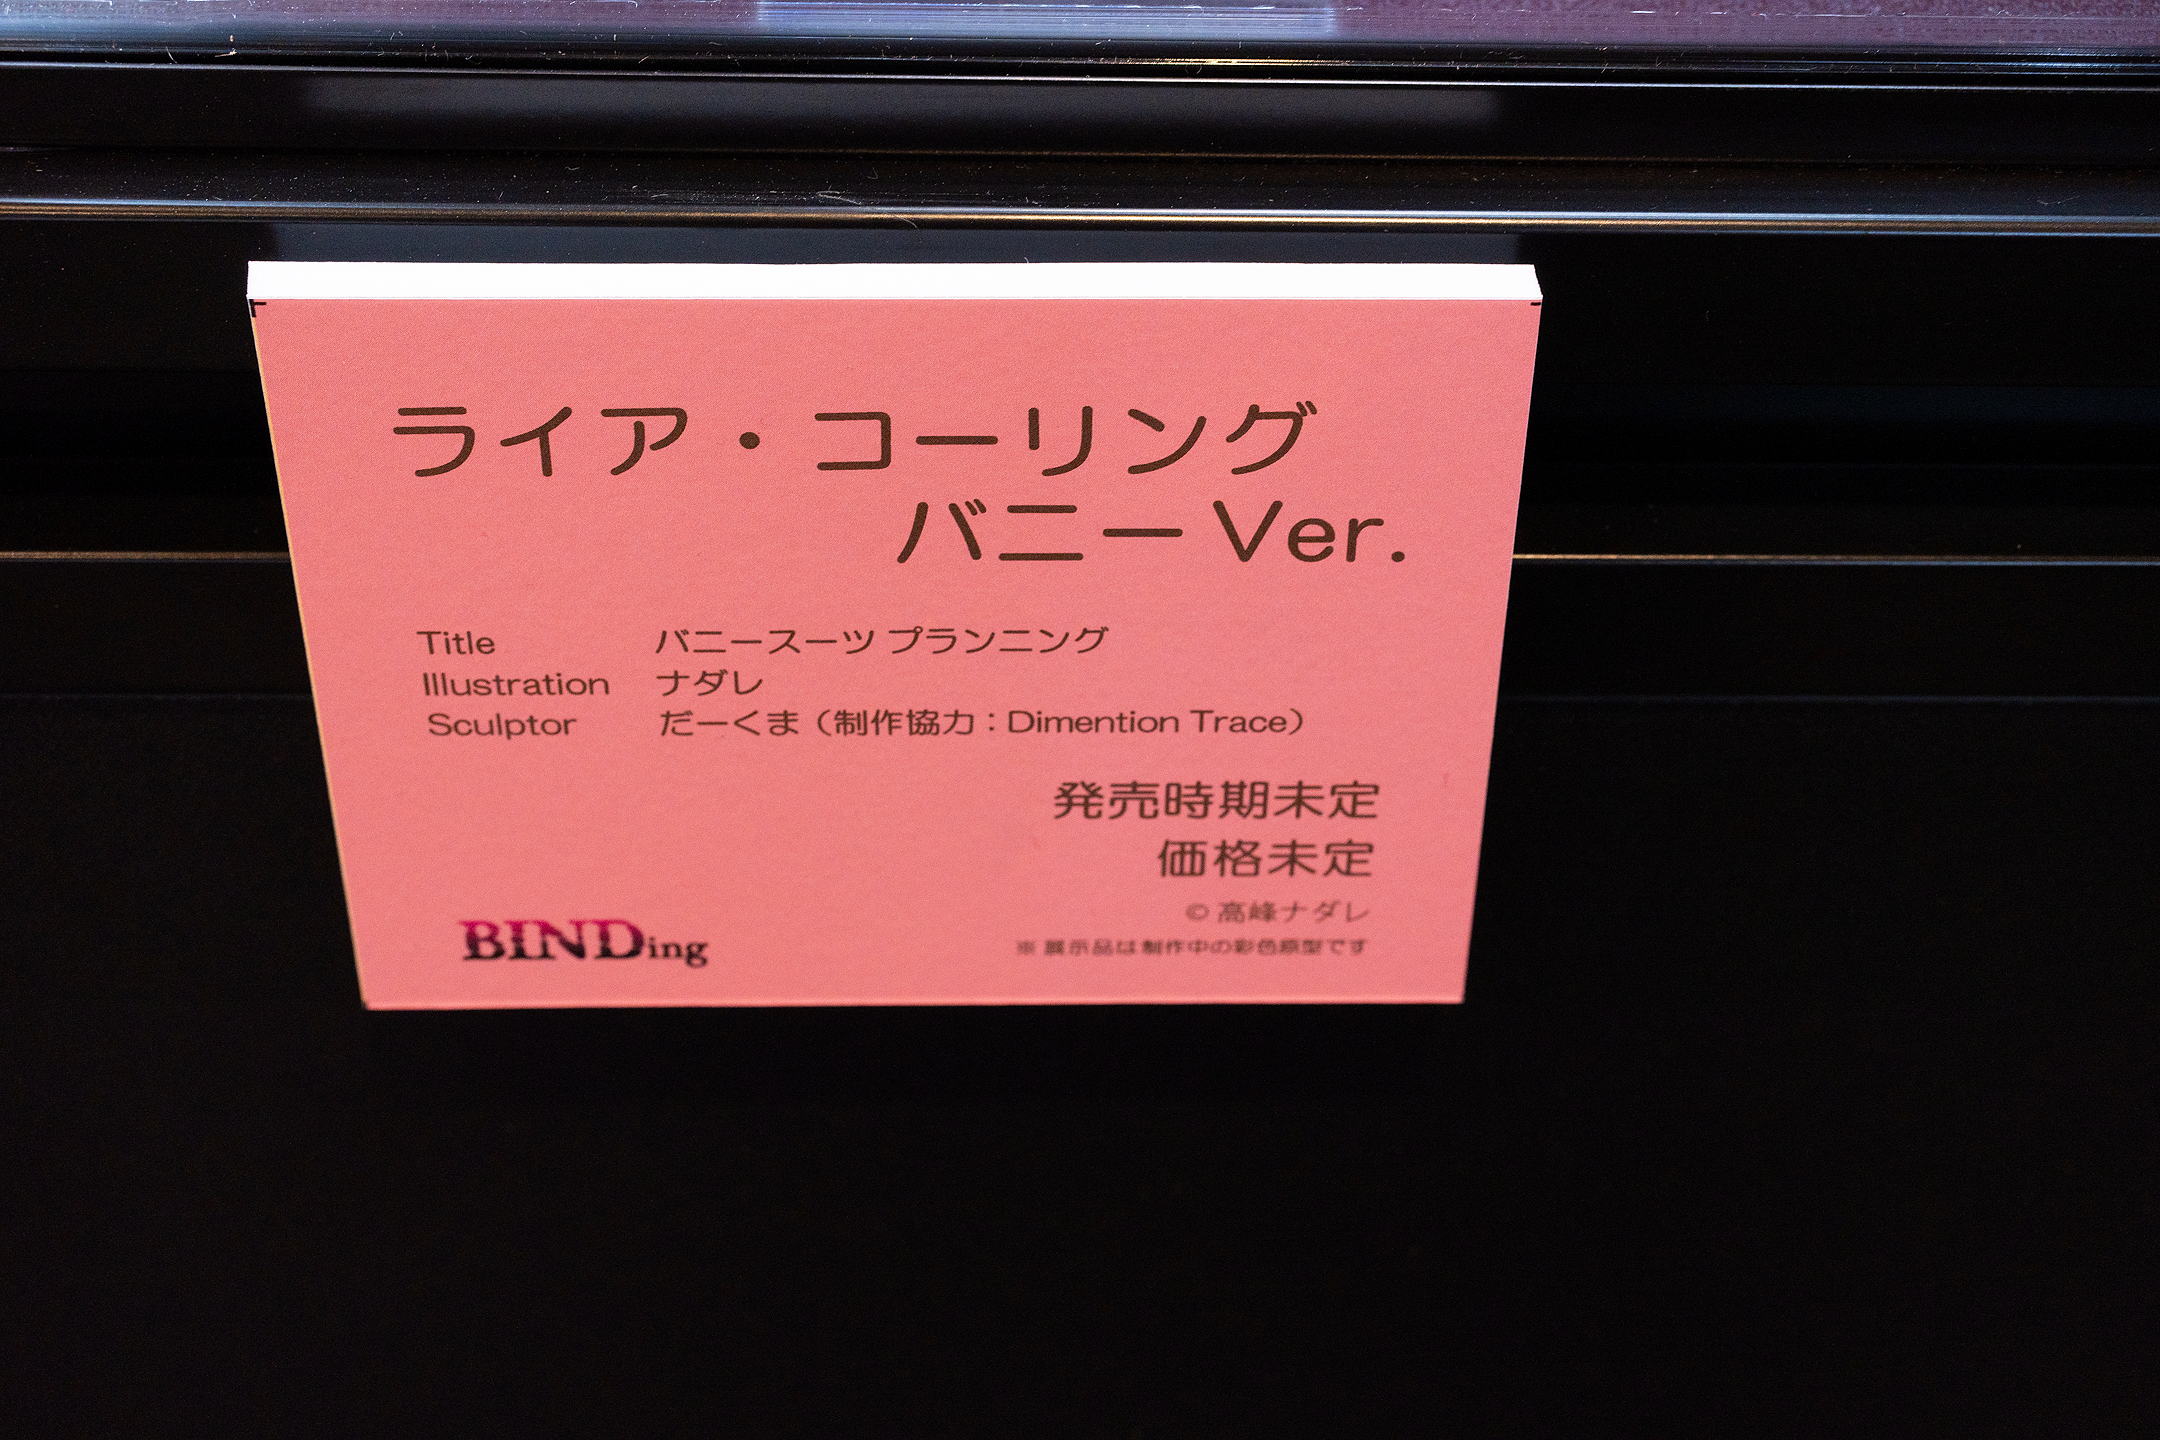 ライア・コーリング
バニー Ver.
Title バニースーツ プランニング
Illustration ナダレ
Sculptor だーくま（制作協力：Dimention Trace）
発売時期未定
価格未定
© 高峰ナダレ
BINDing
※ 展示品は制作中の彩色原型です